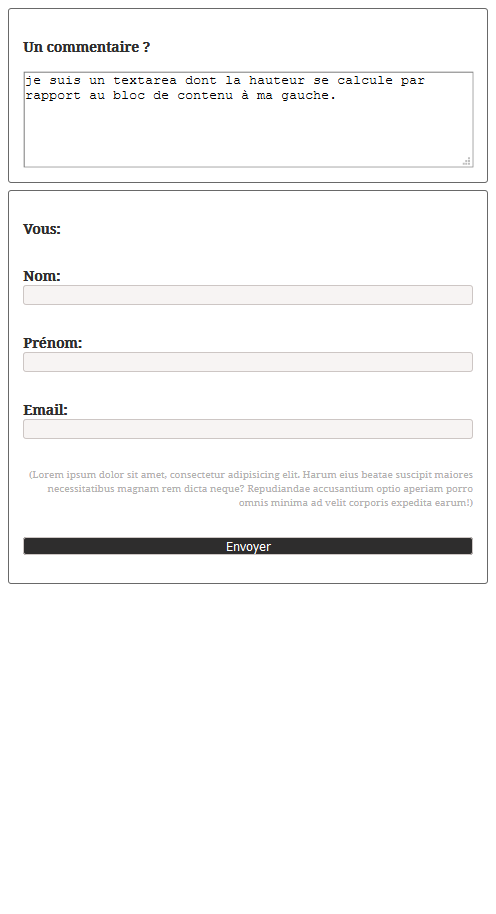 Un commentaire ?
je suis un textarea dont la hauteur se calcule par
rapport au bloc de contenu à ma gauche.
Vous:
Nom:
Prénom:
Email:
(Lorem ipsum dolor sit amet, consectetur adipisicing elit. Harum eius beatae suscipit maiores
necessitatibus magnam rem dicta neque? Repudiandae accusantium optio aperiam porro
omnis minima ad velit corporis expedita earum!)
Envoyer